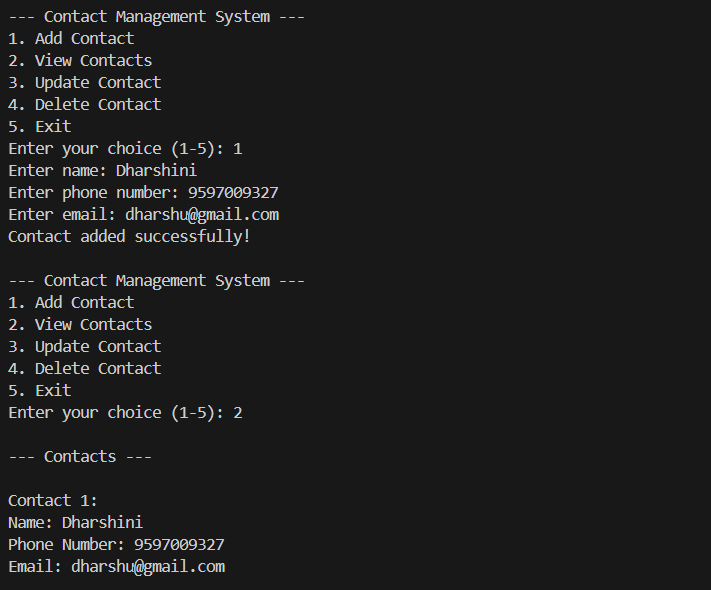 --- Contact Management System ---
1. Add Contact
2. View Contacts
3. Update Contact
4. Delete Contact
5. Exit
Enter your choice (1-5): 1
Enter name: Dharshini
Enter phone number: 9597009327
Enter email: dharshu@gmail.com
Contact added successfully!
--- Contact Management System ---
1. Add Contact
2. View Contacts
3. Update Contact
4. Delete Contact
5. Exit
Enter your choice (1-5): 2
--- Contacts ---
Contact 1:
Name: Dharshini
Phone Number: 9597009327
Email: dharshu@gmail.com